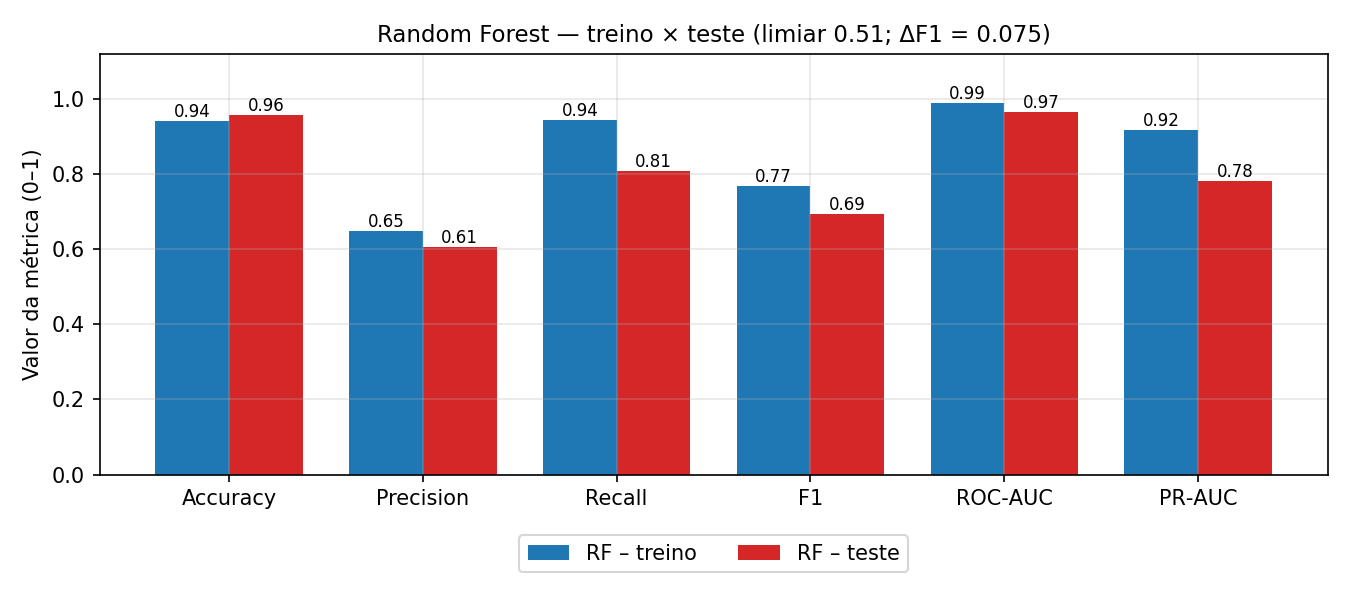 Random Forest — treino × teste (limiar 0.51; ΔF1 = 0.075)
Valor da métrica (0–1)
1.0
0.8
0.6
0.4
0.2
0.0
0.94
0.96
0.65
0.61
0.94
0.81
0.77
0.69
0.99
0.97
0.92
0.78
Accuracy
Precision
Recall
F1
ROC-AUC
PR-AUC
RF – treino
RF – teste